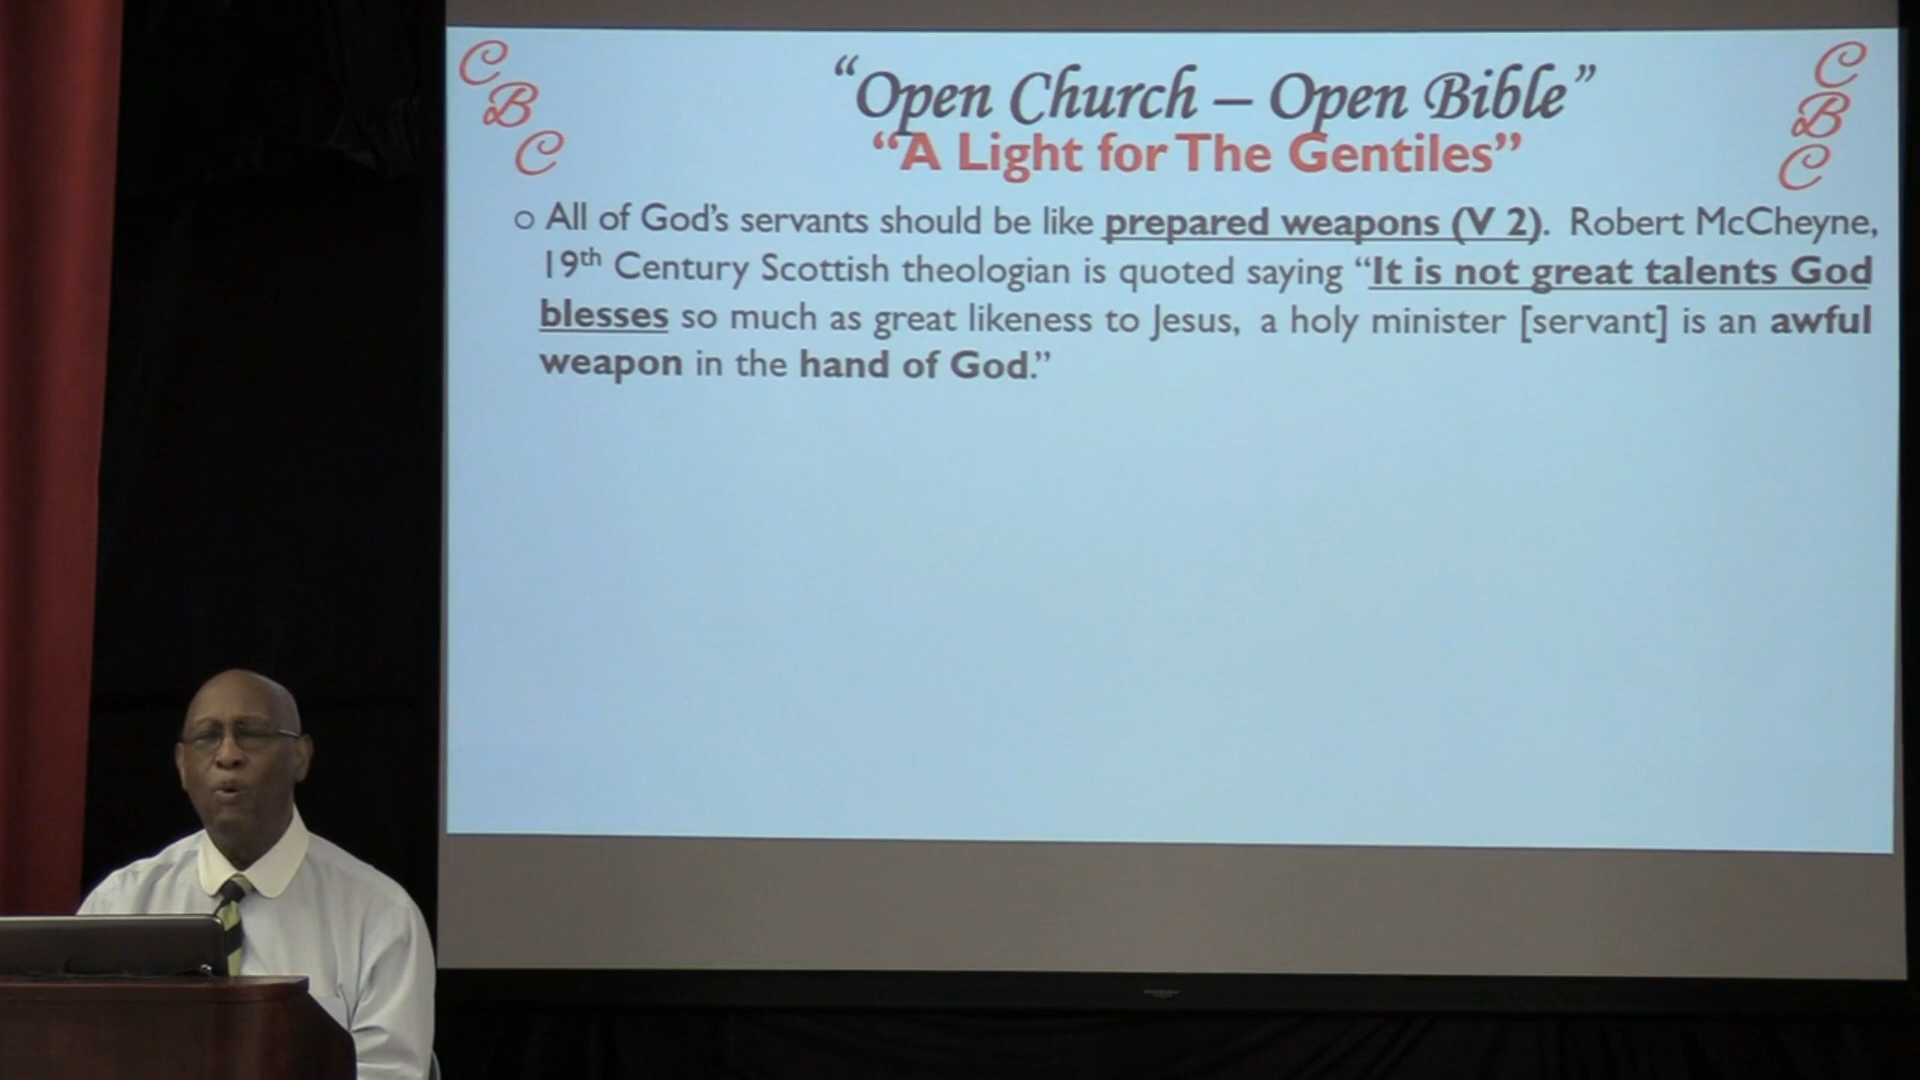 C
B
C
“Open Church – Open Bible”
C
B
C
“A Light for The Gentiles”
○ All of God’s servants should be like prepared weapons (V 2). Robert McCheyne,
19th Century Scottish theologian is quoted saying “It is not great talents God
blesses so much as great likeness to Jesus, a holy minister [servant] is an awful
weapon in the hand of God.”